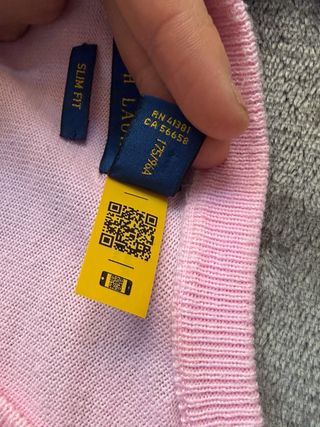 SLIM FIT
H LAU
RN 41381
CA 56658
175/96A